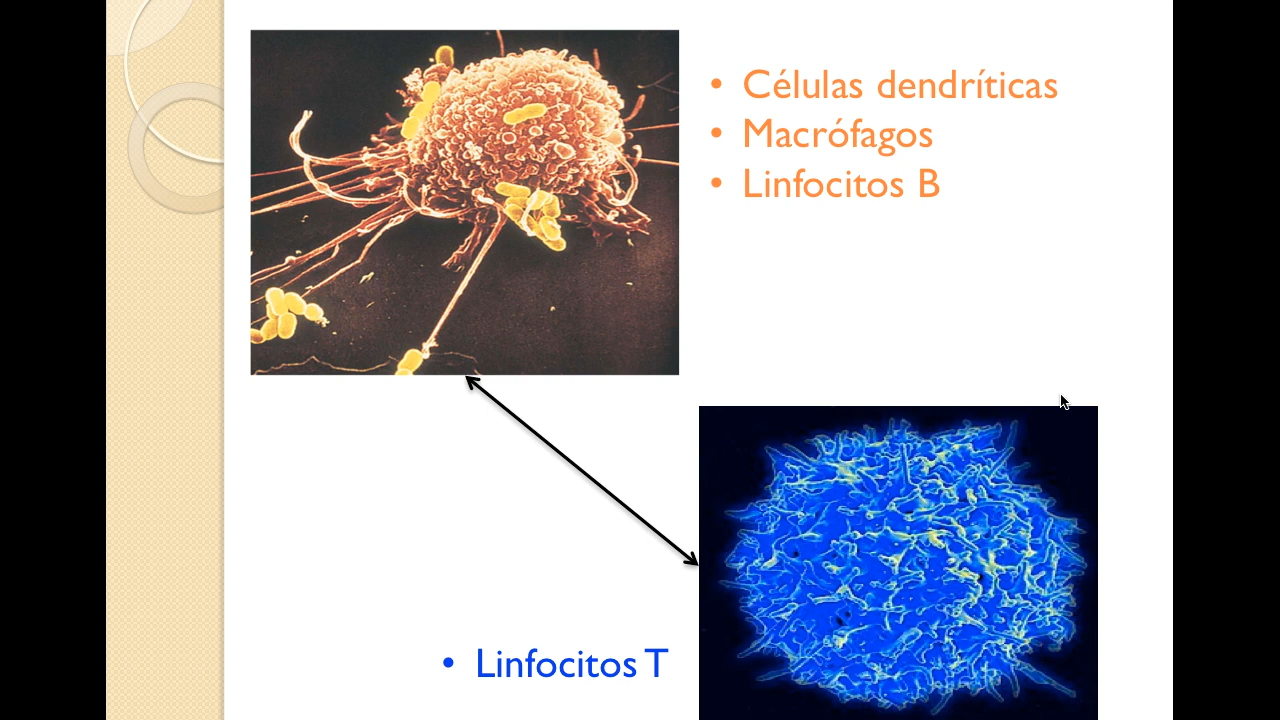 • Células dendríticas
• Macrófagos
• Linfocitos B
• Linfocitos T